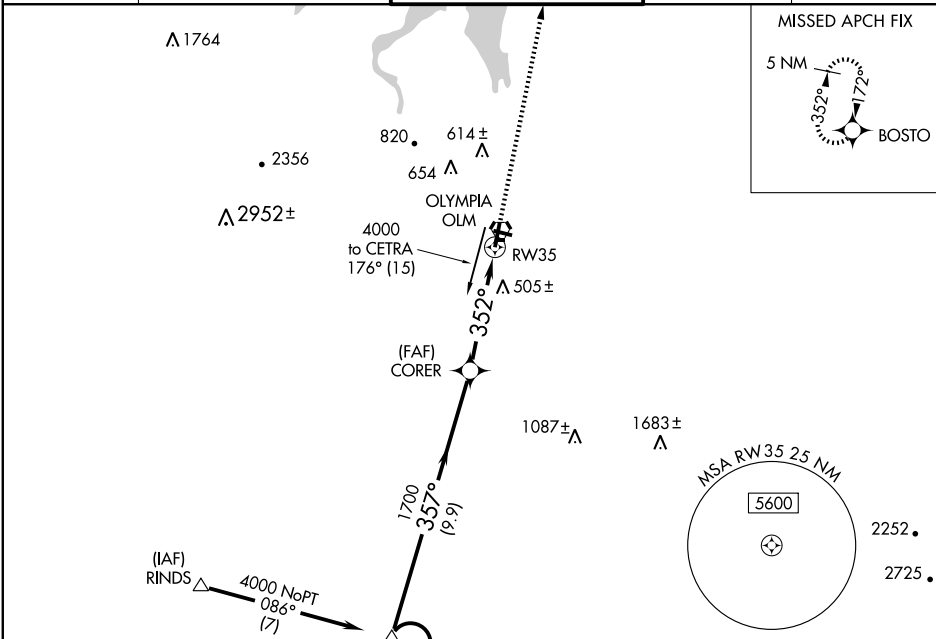 MISSED APCH FIX
5 NM
352°
172°
BOSTO
1764
820
614±
654
2356
2952±
OLYMPIA
OLM
4000
to CETRA
176° (15)
RW35
505±
352°
(FAF)
CORER
1087±
1683±
MSA RW35 25 NM
5600
2252
2725
1700
357°
(9.9)
(IAF)
RINDS
4000 NoPT
086°
(7)